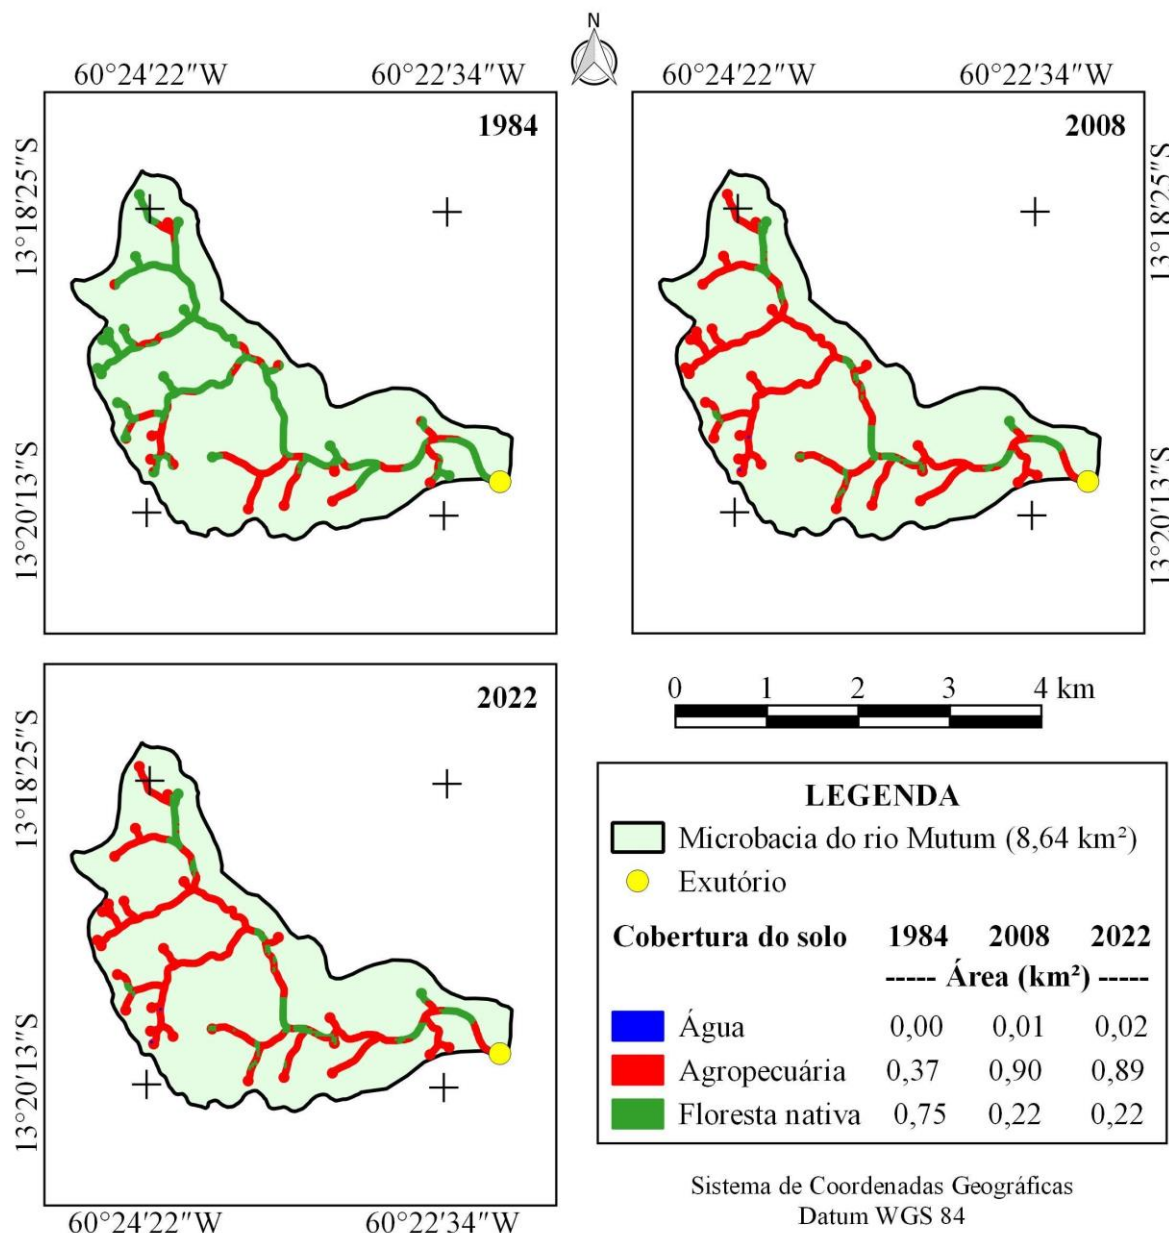 N
60°24′22″W 60°22′34″W 60°24′22″W 60°22′34″W
1984
2008
13°18′25″S
13°18′25″S
13°20′13″S
13°20′13″S
2022
13°18′25″S
13°20′13″S
60°24′22″W 60°22′34″W
0 1 2 3 4 km
LEGENDA
Microbacia do rio Mutum (8,64 km²)
Exutório
Cobertura do solo 1984 2008 2022
----- Área (km²) -----
Água 0,00 0,01 0,02
Agropecuária 0,37 0,90 0,89
Floresta nativa 0,75 0,22 0,22
Sistema de Coordenadas Geográficas
Datum WGS 84